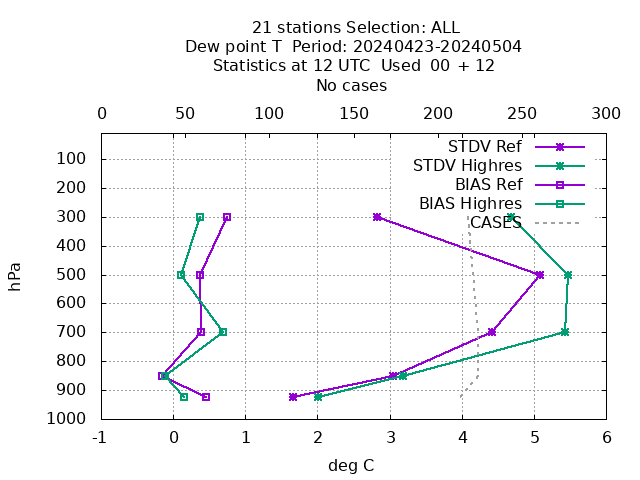 21 stations Selection: ALL
Dew point T  Period: 20240423-20240504
Statistics at 12 UTC  Used  00 + 12
No cases
0 50 100 150 200 250 300
STDV Ref
STDV Highres
BIAS Ref
BIAS Highres
CASES
100
200
300
400
500
600
700
800
900
1000
hPa
-1 0 1 2 3 4 5 6
deg C